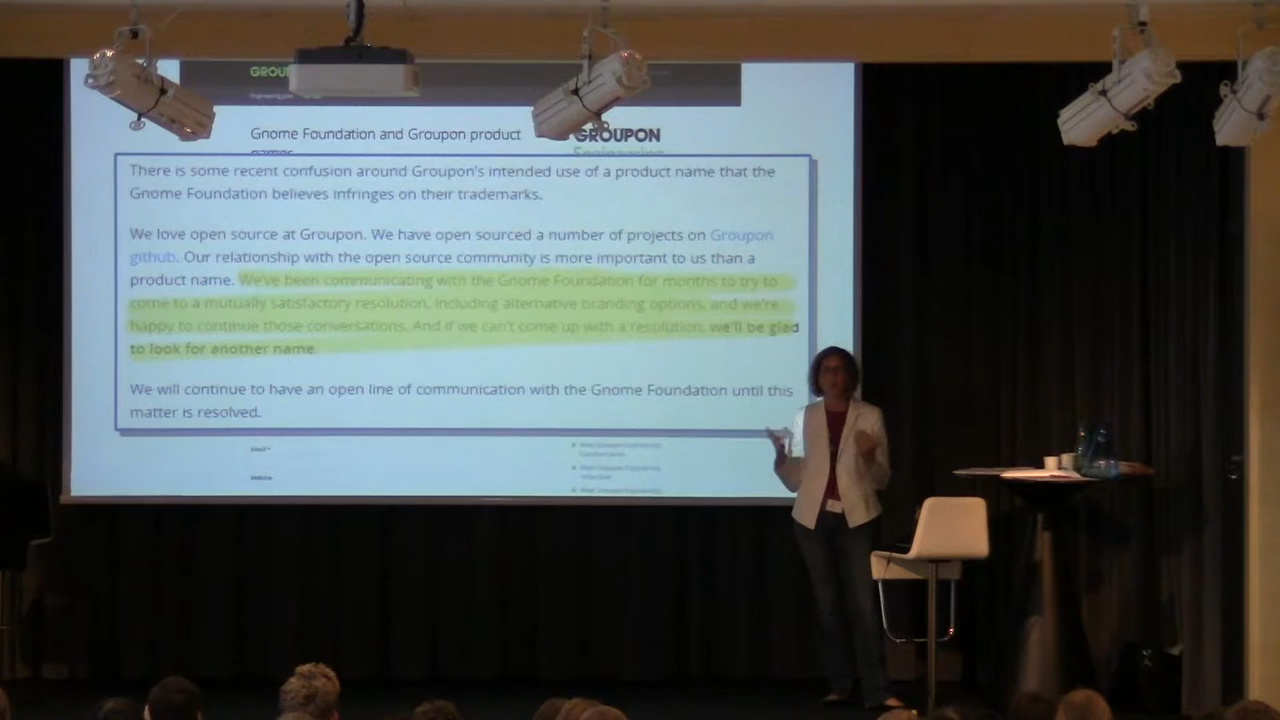 GROU
Gnome Foundation and Groupon product
names
GROUPON
Engineering
There is some recent confusion around Groupon's intended use of a product name that the
Gnome Foundation believes infringes on their trademarks.
We love open source at Groupon. We have open sourced a number of projects on Groupon
github. Our relationship with the open source community is more important to us than a
product name. We've been communicating with the Gnome Foundation for months to try to
come to a mutually satisfactory resolution, including alternative branding options, and we're
happy to continue those conversations. And if we can't come up with a resolution, we'll be glad
to look for another name.
We will continue to have an open line of communication with the Gnome Foundation until this
matter is resolved.
Email *
Website